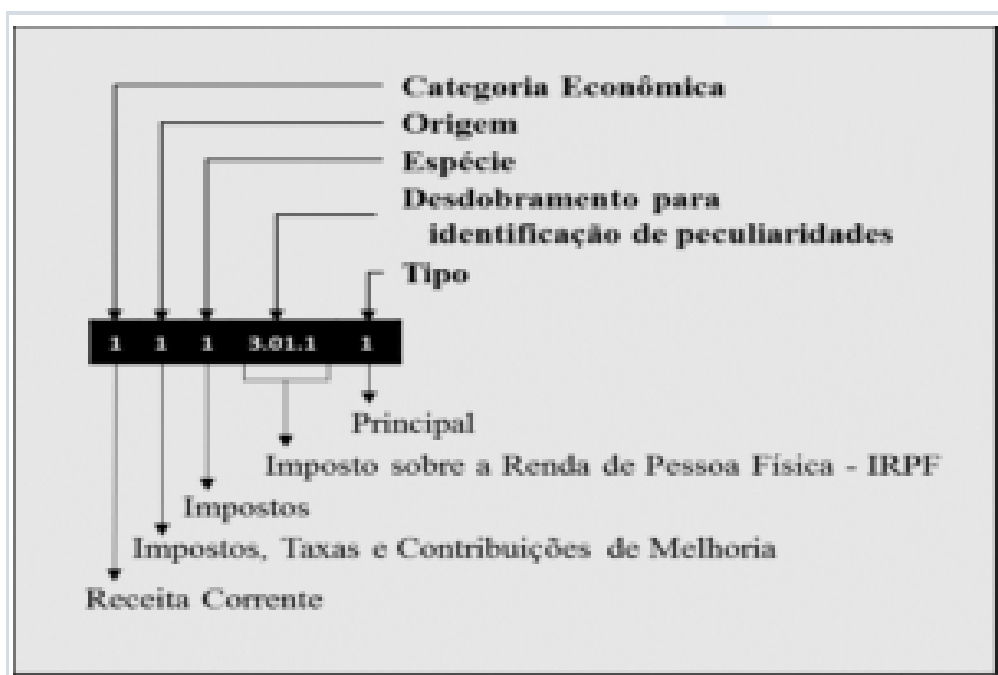 Categoria Econômica
Origem
Espécie
Desdobramento para
identificação de peculiaridades
Tipo
1 1 1 3.01.1 1
Principal
Imposto sobre a Renda de Pessoa Física - IRPF
Impostos
Impostos, Taxas e Contribuições de Melhoria
Receita Corrente